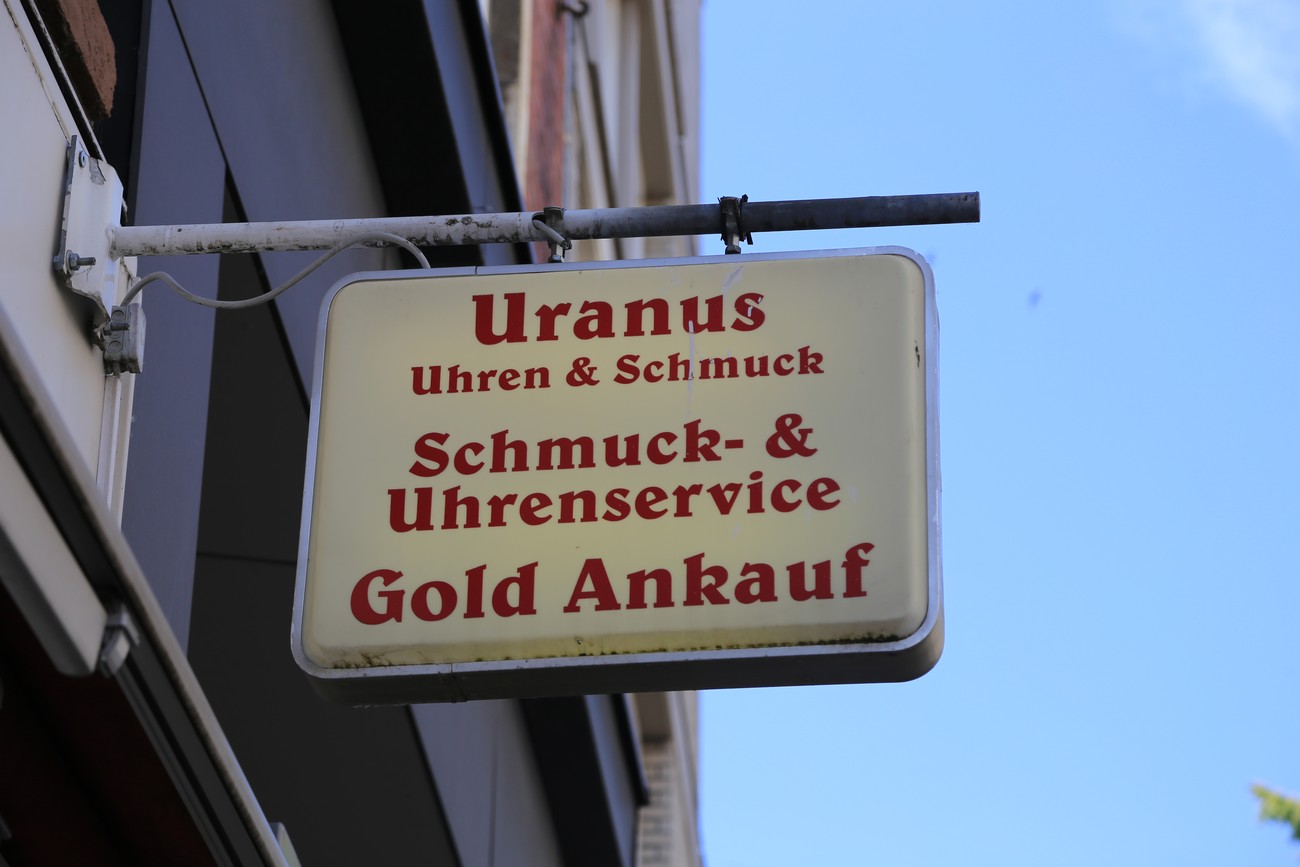 Uranus
Uhren & Schmuck
Schmuck- &
Uhrenservice
Gold Ankauf